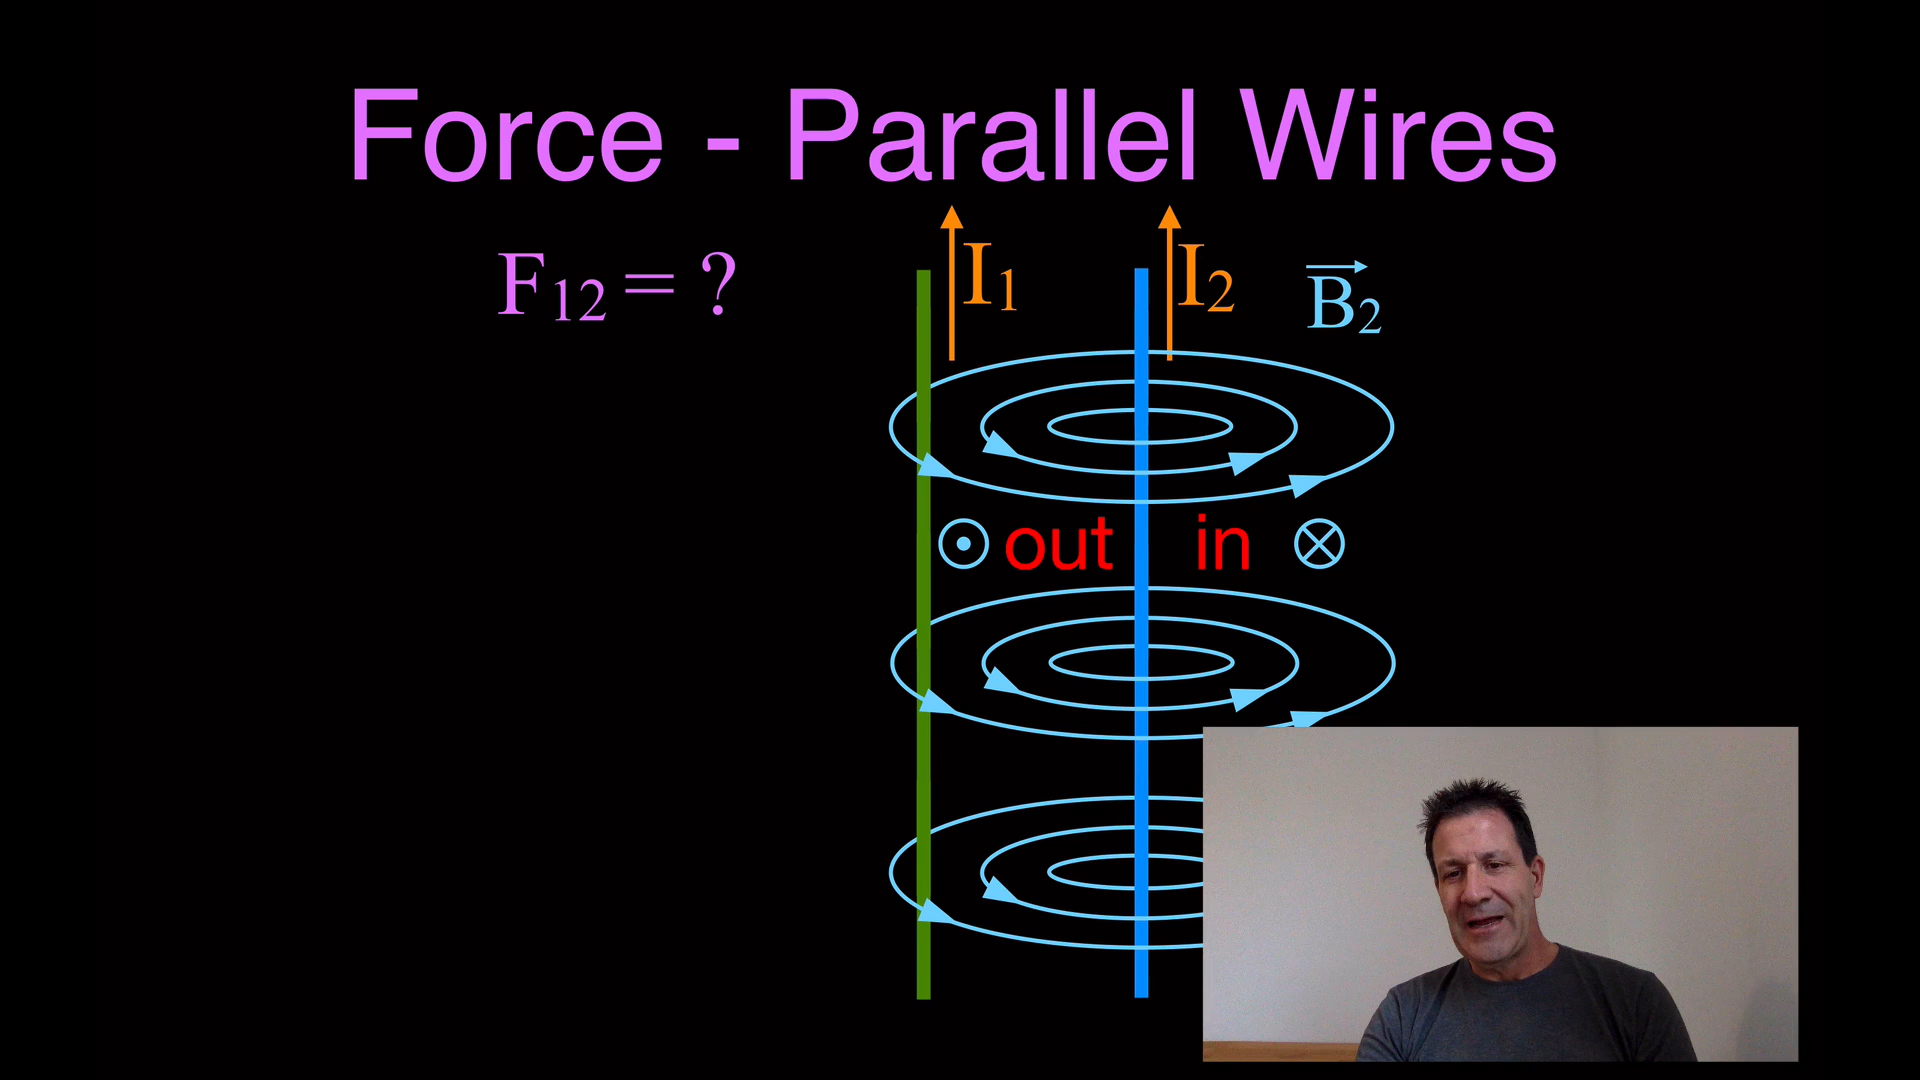 Force - Parallel Wires
F₁₂ = ?
I₁
I₂
B₂
out
in